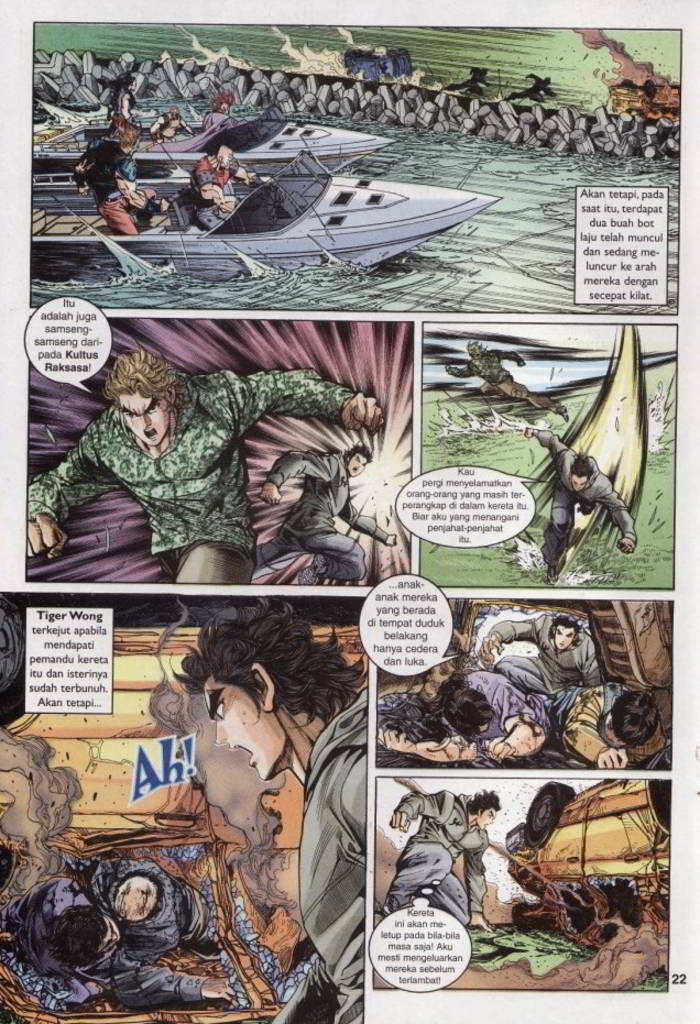 Akan tetapi, pada
saat itu, terdapat
dua buah bot
laju telah muncul
dan sedang me-
luncur ke arah
mereka dengan
secepat kilat.
Itu
adalah juga
samseng-
samseng dari-
pada Kultus
Raksasa!
Kau
pergi menyelamatkan
orang-orang yang masih ter-
perangkap di dalam kereta itu.
Biar aku yang menangani
penjahat-penjahat
itu.
Tiger Wong
terkejut apabila
mendapati
pemandu kereta
dan isterinya
sudah terbunuh.
Akan tetapi...
Ah!
...anak-
anak mereka
yang berada
di tempat duduk
belakang
hanya cedera
dan luka.
Kereta
ini akan me-
letup pada bila-bila
masa saja! Aku
mesti mengeluarkan
mereka sebelum
terlambat!
22